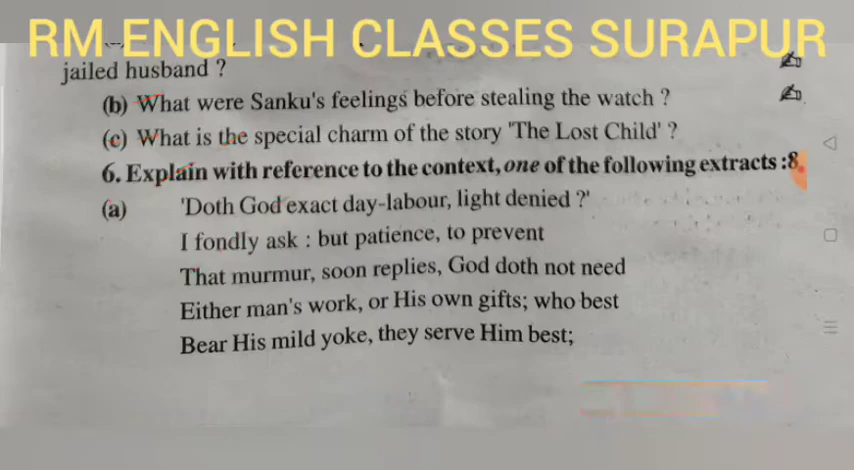 RM ENGLISH CLASSES SURAPUR
jailed husband ?
(b) What were Sanku's feelings before stealing the watch ?
(c) What is the special charm of the story 'The Lost Child' ?
6. Explain with reference to the context, one of the following extracts :8
(a) 'Doth God exact day-labour, light denied ?'
I fondly ask : but patience, to prevent
That murmur, soon replies, God doth not need
Either man's work, or His own gifts; who best
Bear His mild yoke, they serve Him best;